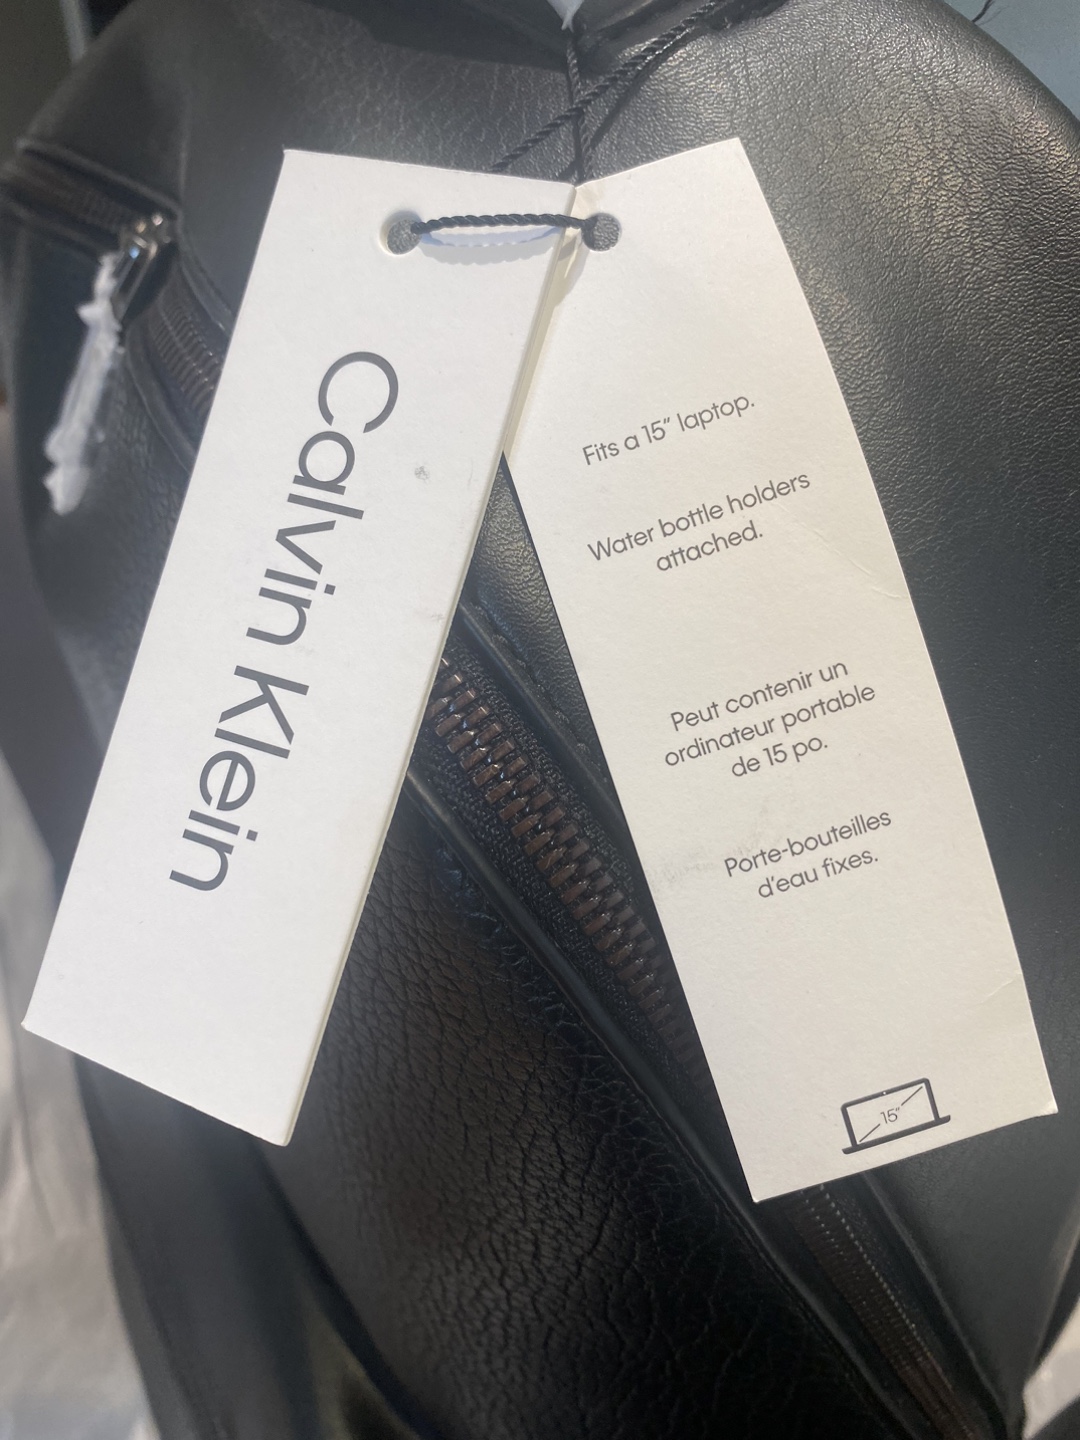 Calvin Klein
Fits a 15" laptop.
Water bottle holders
attached.
Peut contenir un
ordinateur portable
de 15 po.
Porte-bouteilles
d'eau fixes.
15"